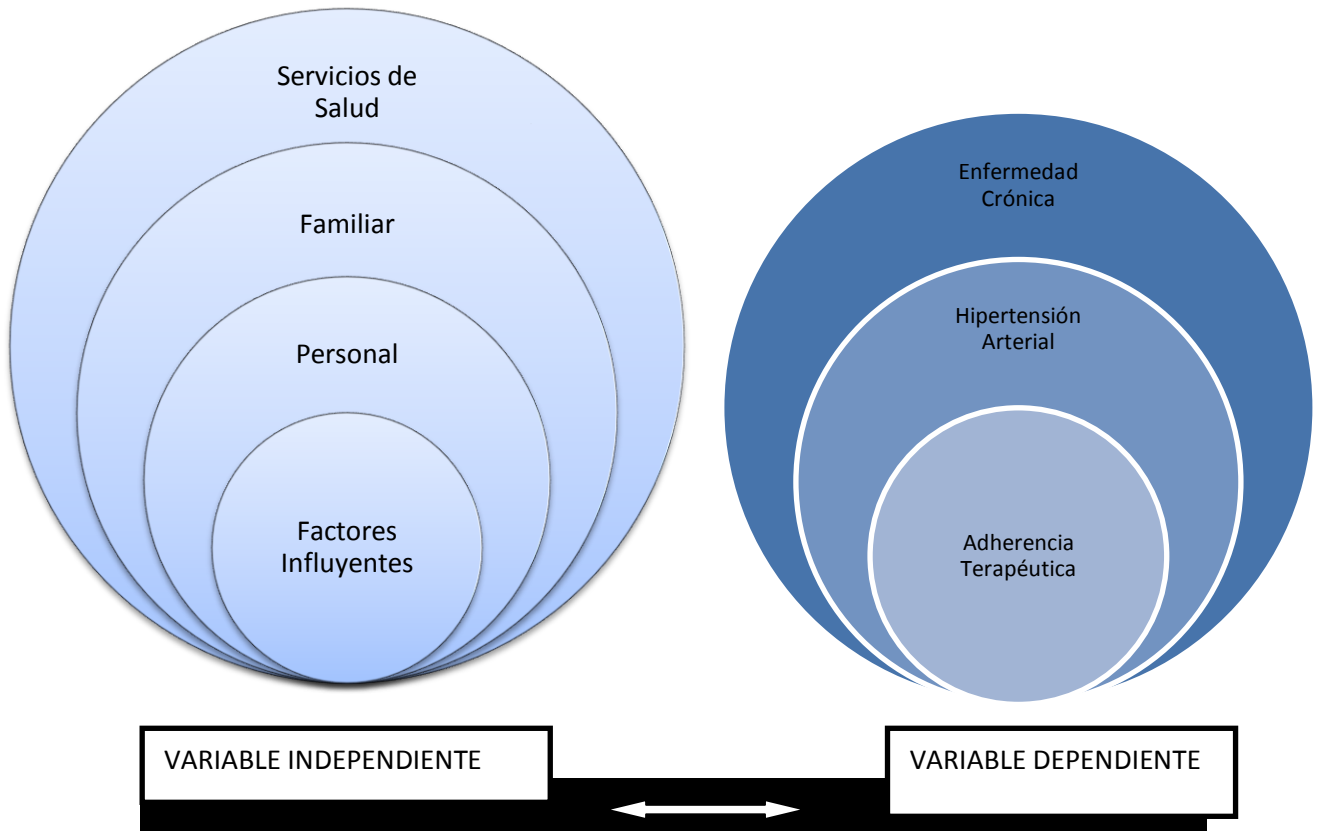 Servicios de
Salud
Familiar
Personal
Factores
Influyentes
Enfermedad
Crónica
Hipertensión
Arterial
Adherencia
Terapéutica
VARIABLE INDEPENDIENTE
VARIABLE DEPENDIENTE